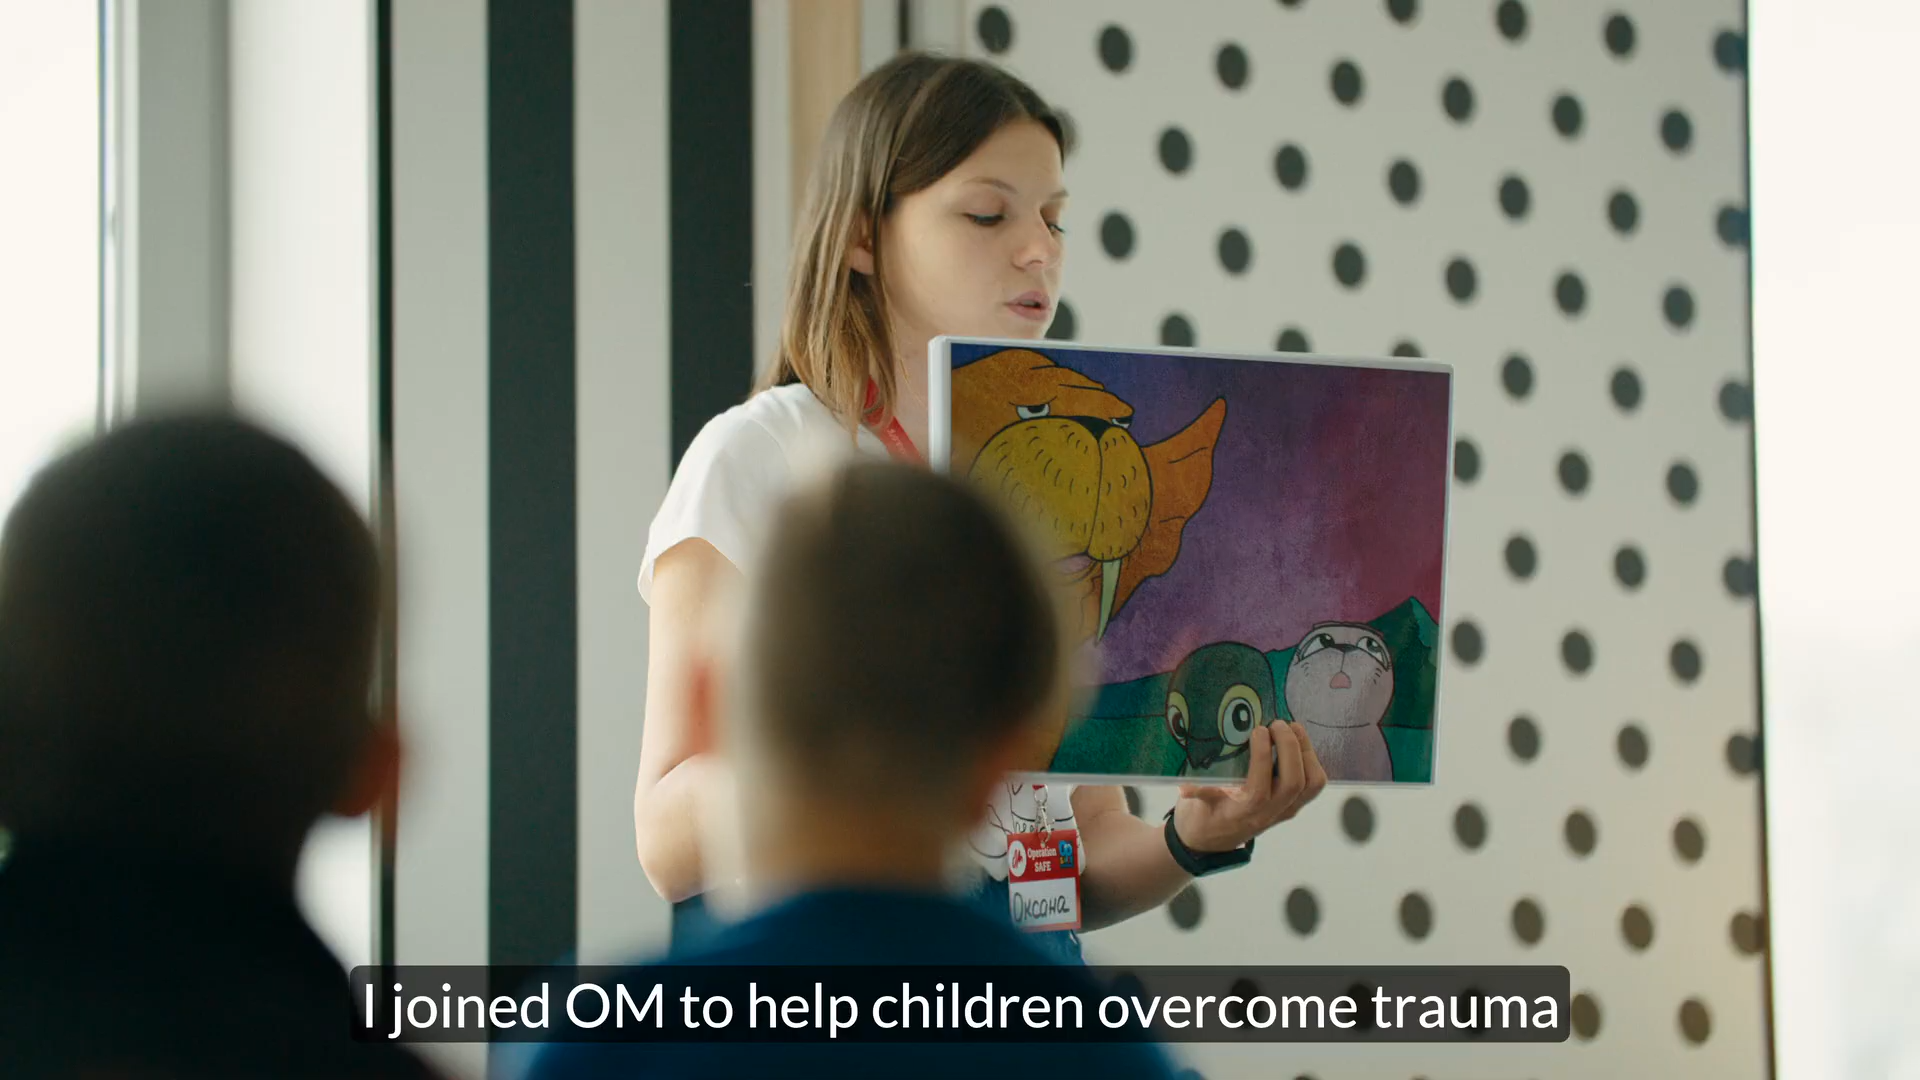 Operation
SAFE
Оксана
I joined OM to help children overcome trauma